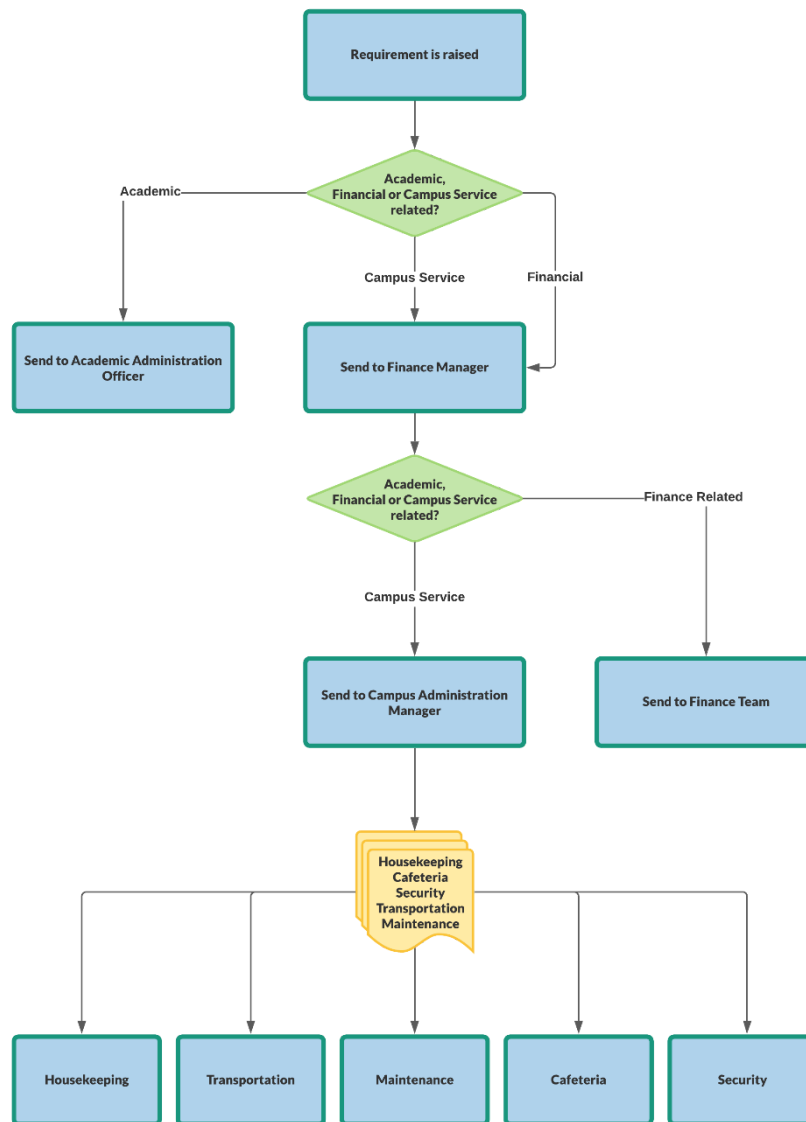 Requirement is raised
Academic,
Financial or Campus Service
related?
Academic
Campus Service
Financial
Send to Academic Administration
Officer
Send to Finance Manager
Academic,
Financial or Campus Service
related?
Finance Related
Campus Service
Send to Campus Administration
Manager
Send to Finance Team
Housekeeping
Cafeteria
Security
Transportation
Maintenance
Housekeeping
Transportation
Maintenance
Cafeteria
Security